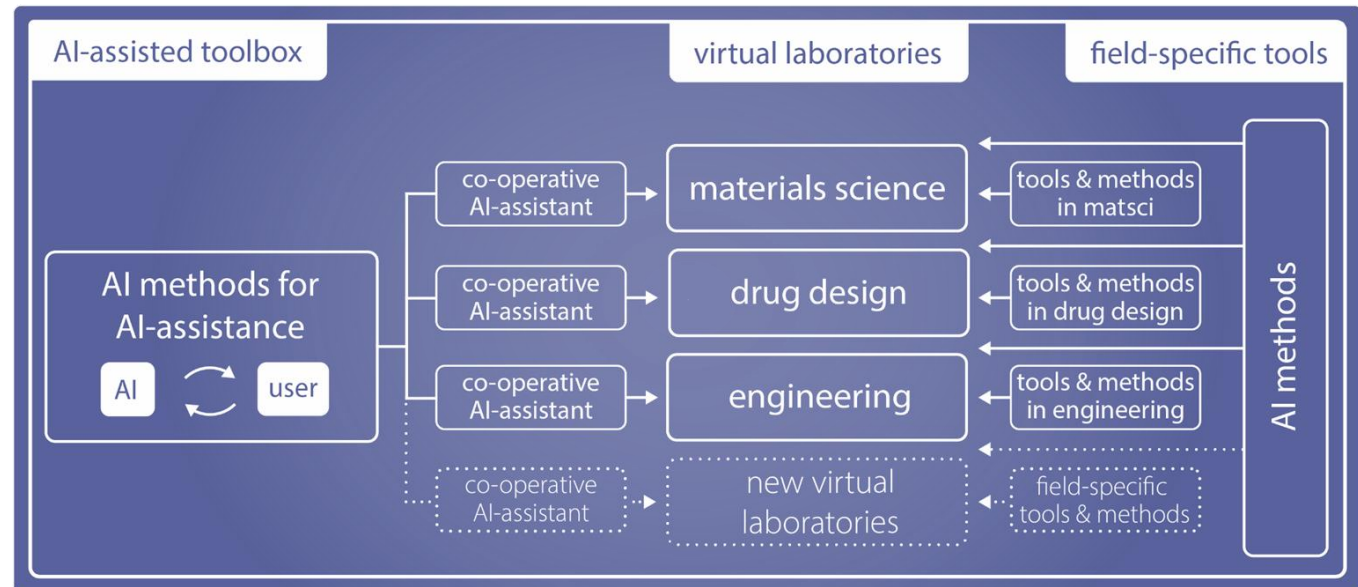 AI-assisted toolbox
virtual laboratories
field-specific tools
co-operative
AI-assistant
materials science
tools & methods
in matsci
AI methods for
AI-assistance
AI
user
co-operative
AI-assistant
drug design
tools & methods
in drug design
co-operative
AI-assistant
engineering
tools & methods
in engineering
co-operative
AI-assistant
new virtual
laboratories
field-specific
tools & methods
AI methods